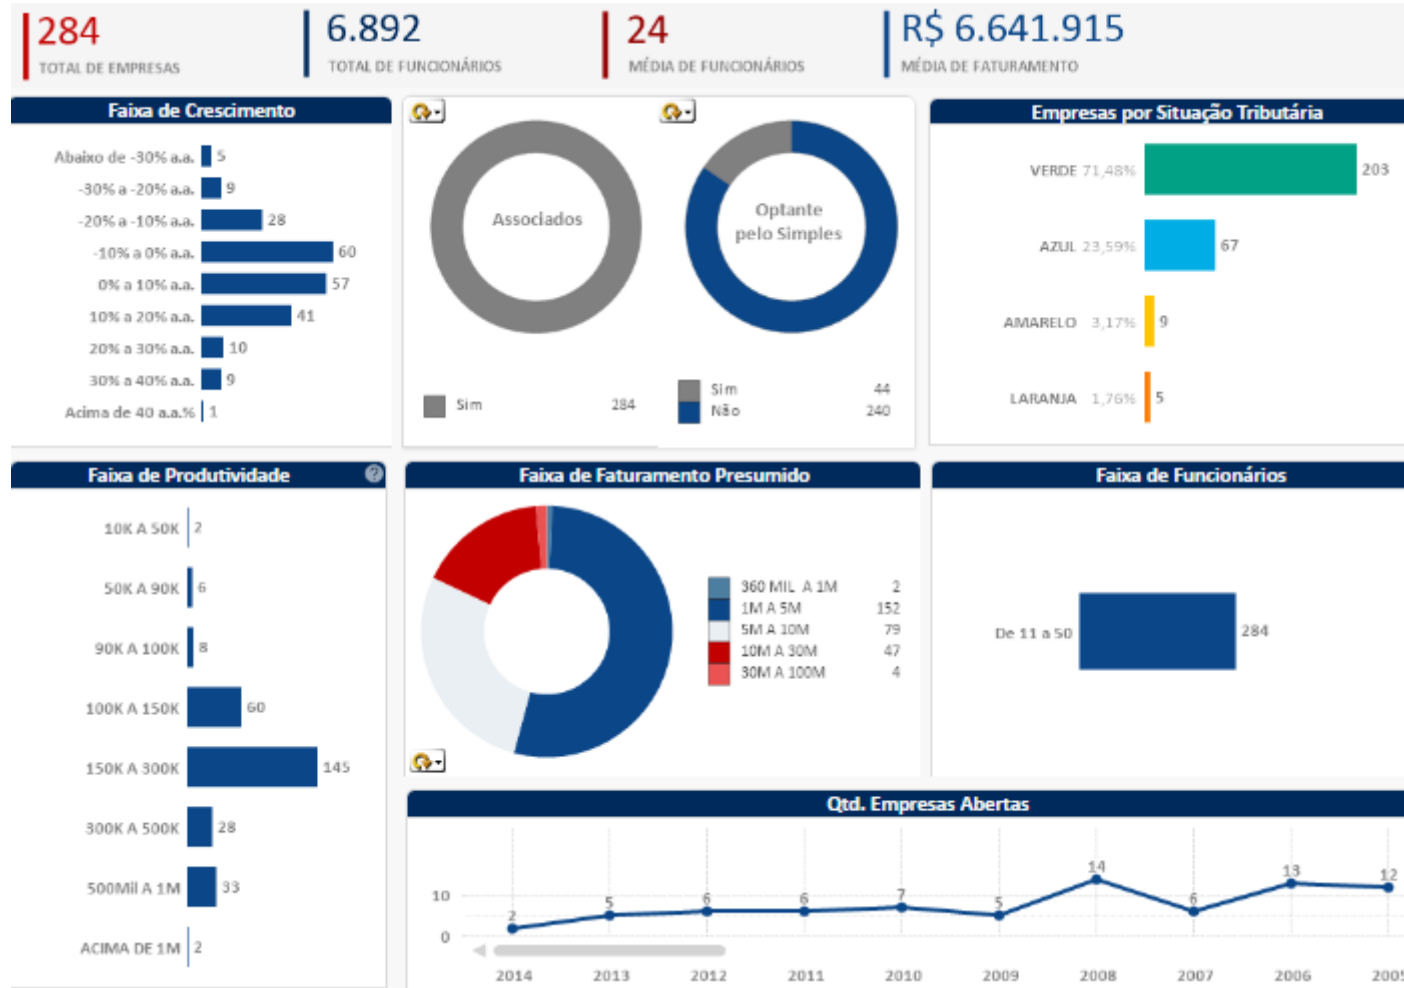 284
TOTAL DE EMPRESAS
6.892
TOTAL DE FUNCIONÁRIOS
24
MÉDIA DE FUNCIONÁRIOS
R$ 6.641.915
MÉDIA DE FATURAMENTO
Faixa de Crescimento
Abaixo de -30% a.a. 5
-30% a -20% a.a. 9
-20% a -10% a.a. 28
-10% a 0% a.a. 60
0% a 10% a.a. 57
10% a 20% a.a. 41
20% a 30% a.a. 10
30% a 40% a.a. 9
Acima de 40 a.a.% 1
Associados
Sim 284
Optante
pelo Simples
Sim 44
Não 240
Empresas por Situação Tributária
VERDE 71,48% 203
AZUL 23,59% 67
AMARELO 3,17% 9
LARANJA 1,76% 5
Faixa de Produtividade
10K A 50K 2
50K A 90K 6
90K A 100K 8
100K A 150K 60
150K A 300K 145
300K A 500K 28
500Mil A 1M 33
ACIMA DE 1M 2
Faixa de Faturamento Presumido
360 MIL A 1M 2
1M A 5M 152
5M A 10M 79
10M A 30M 47
30M A 100M 4
Faixa de Funcionários
De 11 a 50 284
Qtd. Empresas Abertas
10
0
2 5 6 6 7 5 14 6 13 12
2014 2013 2012 2011 2010 2009 2008 2007 2006 2005